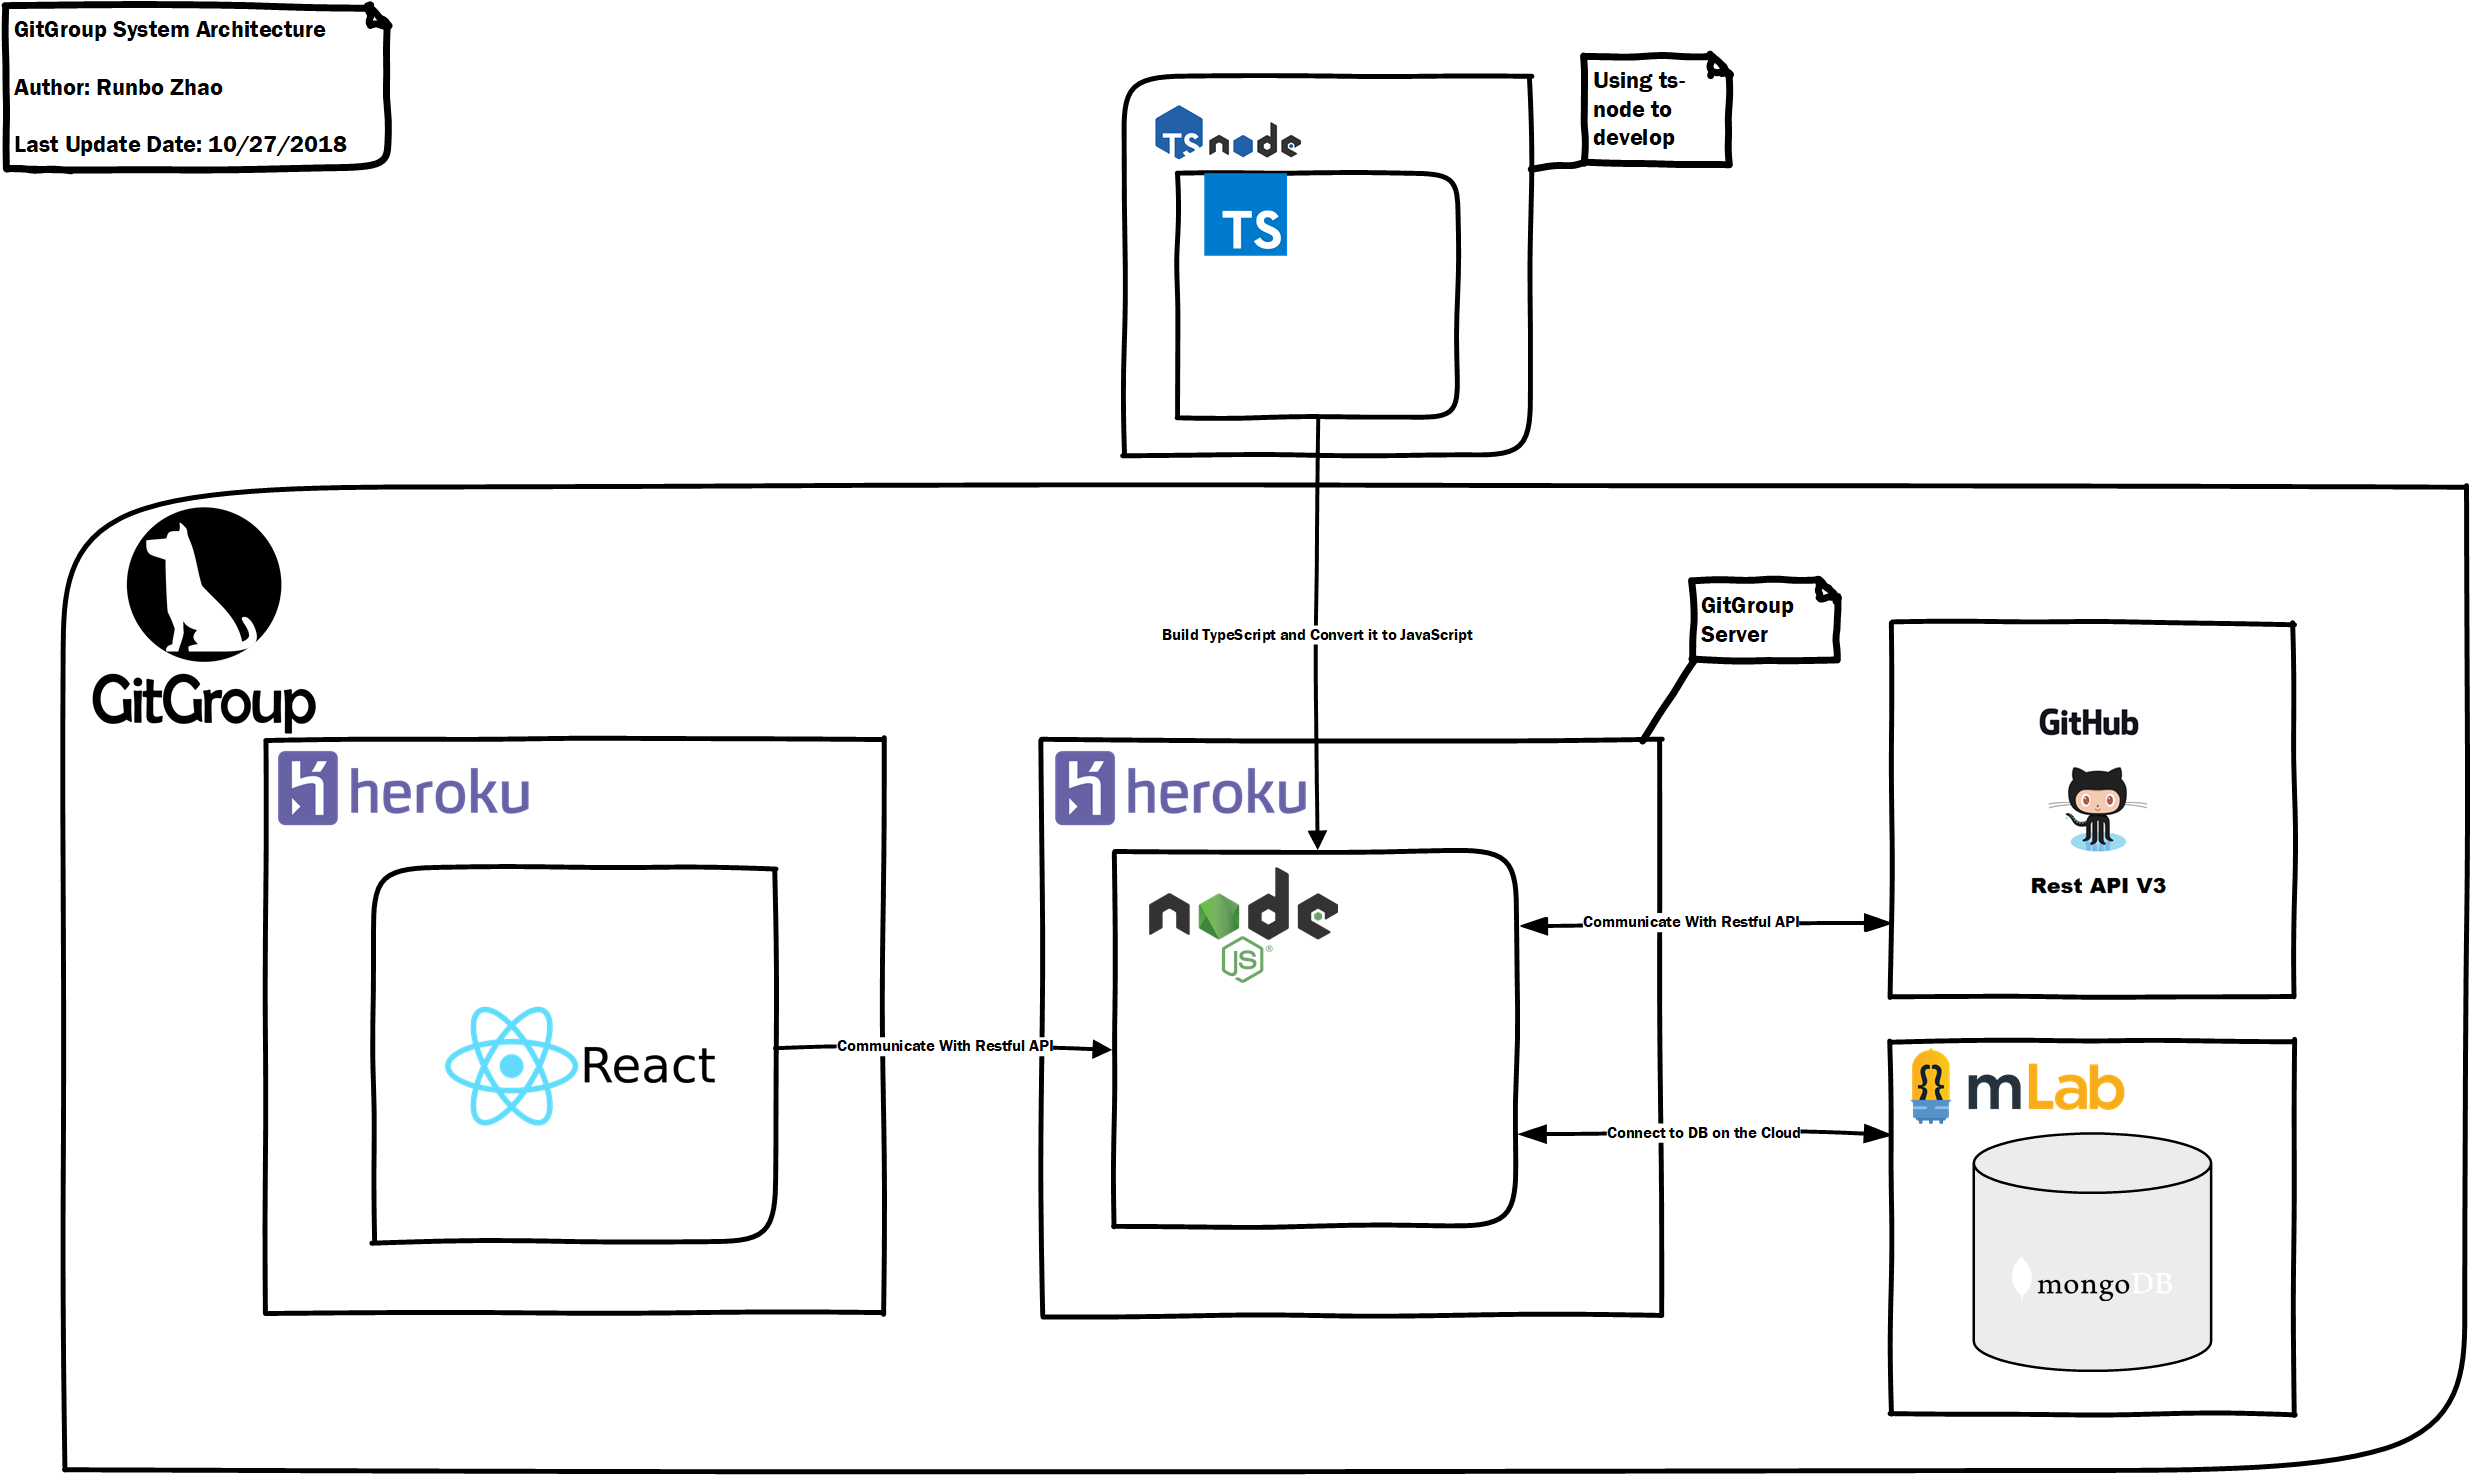 GitGroup System Architecture
Author: Runbo Zhao
Last Update Date: 10/27/2018
Using ts-
node to
develop
TS node
TS
GitGroup
Build TypeScript and Convert it to JavaScript
GitGroup
Server
heroku
heroku
GitHub
Rest API V3
node
JS ®
React
Communicate With Restful API
Communicate With Restful API
Connect to DB on the Cloud
mLab
mongoDB